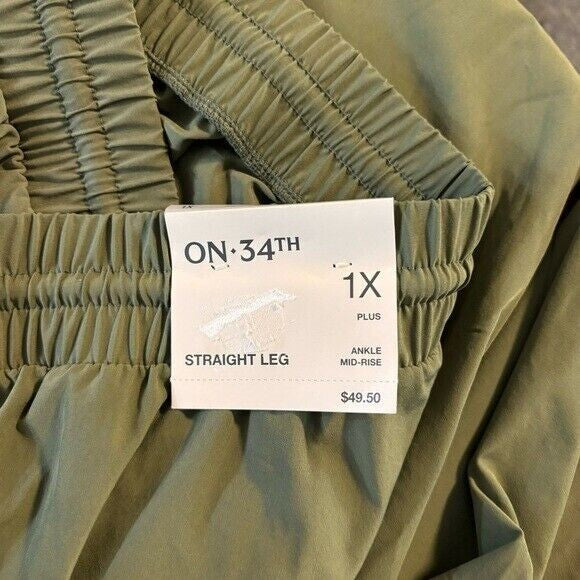 ON•34TH
1X
PLUS
STRAIGHT LEG
ANKLE
MID-RISE
$49.50